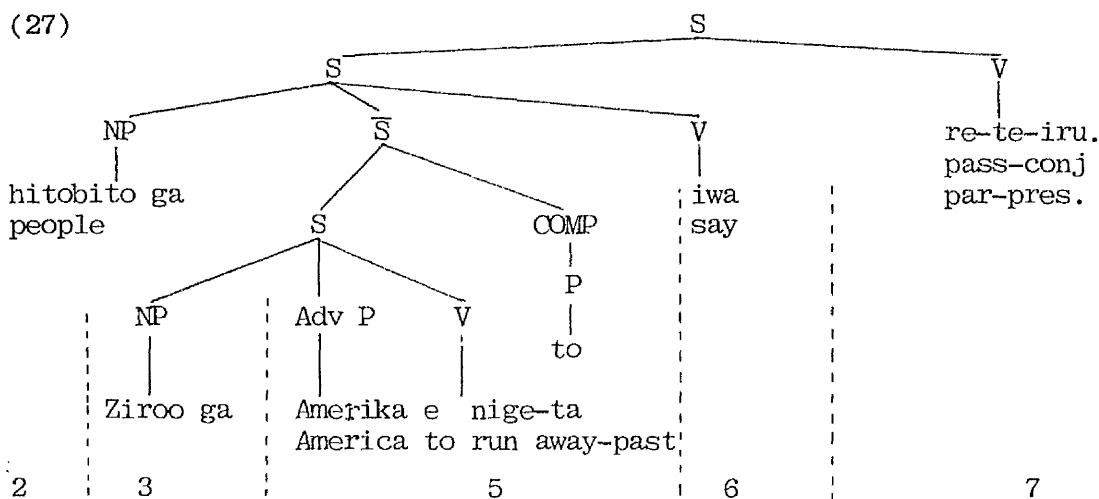 (27)
S
S V
NP S̅ V re-te-iru.
pass-conj
hitobito ga iwa par-pres.
people S COMP say
P
NP Adv P V
to
Ziroo ga Amerika e nige-ta
America to run away-past
2 3 5 6 7